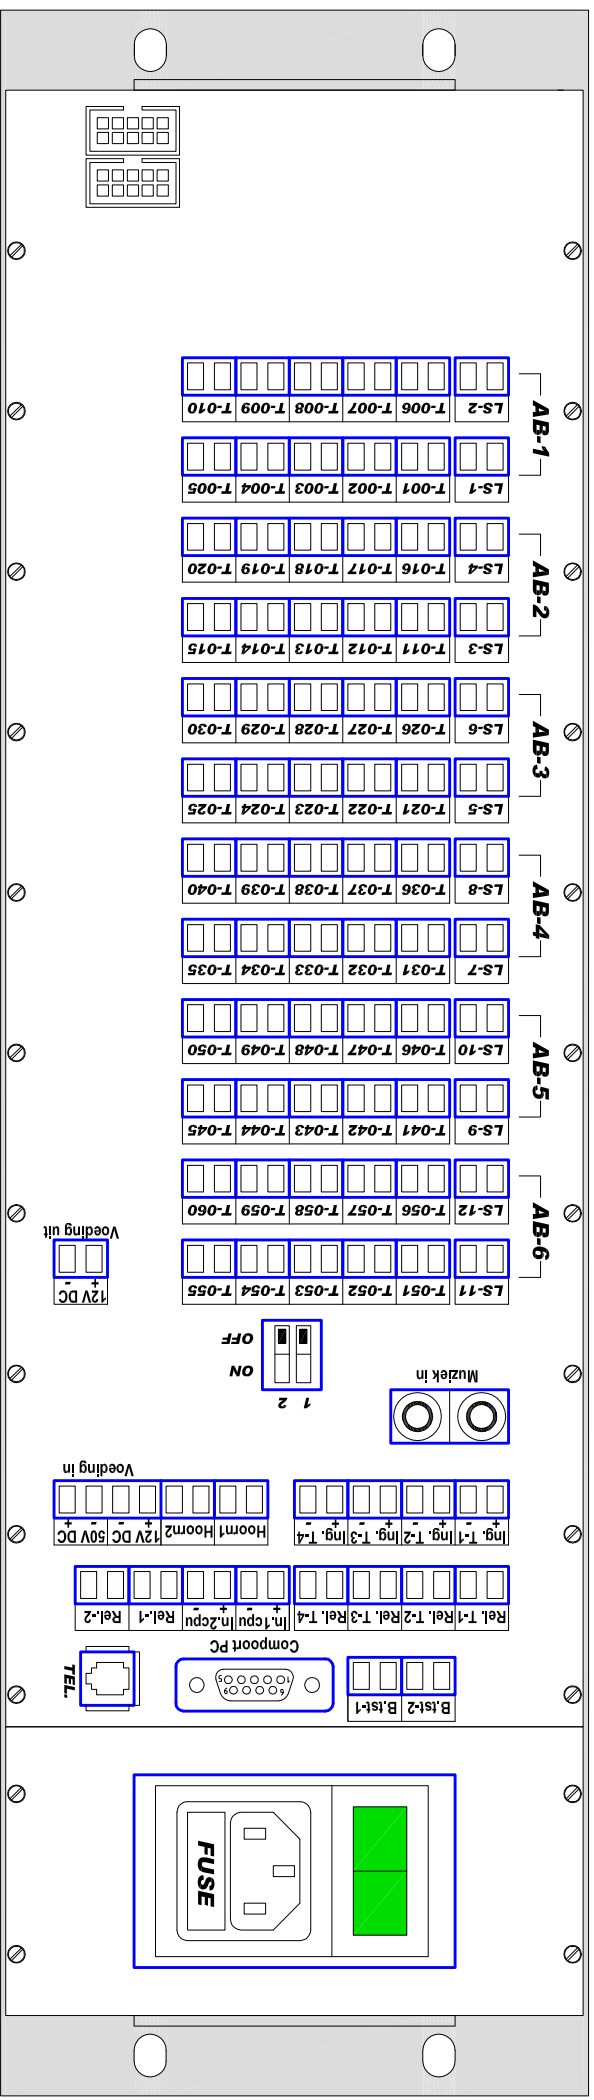 LS-2 T-006 T-007 T-008 T-009 T-010
AB-1
LS-1 T-001 T-002 T-003 T-004 T-005
LS-4 T-016 T-017 T-018 T-019 T-020
AB-2
LS-3 T-011 T-012 T-013 T-014 T-015
LS-6 T-026 T-027 T-028 T-029 T-030
AB-3
LS-5 T-021 T-022 T-023 T-024 T-025
LS-8 T-036 T-037 T-038 T-039 T-040
AB-4
LS-7 T-031 T-032 T-033 T-034 T-035
LS-10 T-046 T-047 T-048 T-049 T-050
AB-5
LS-9 T-041 T-042 T-043 T-044 T-045
LS-12 T-056 T-057 T-058 T-059 T-060
AB-6
LS-11 T-051 T-052 T-053 T-054 T-055
Voeding uit
+ -
12V DC
OFF
ON
1 2
Muziek in
Voeding in
+ - + - + - + -
Ing. T-1 Ing. T-2 Ing. T-3 Ing. T-4
Hoorn1 Hoorn2
- + - +
12V DC 50V DC
Rel. T-1 Rel. T-2 Rel. T-3 Rel. T-4
+ - + -
In.1cpu In.2cpu
Rel.-1 Rel-2
TEL.
Compoort PC
1 5
6 9
B.tst-2 B.tst-1
FUSE